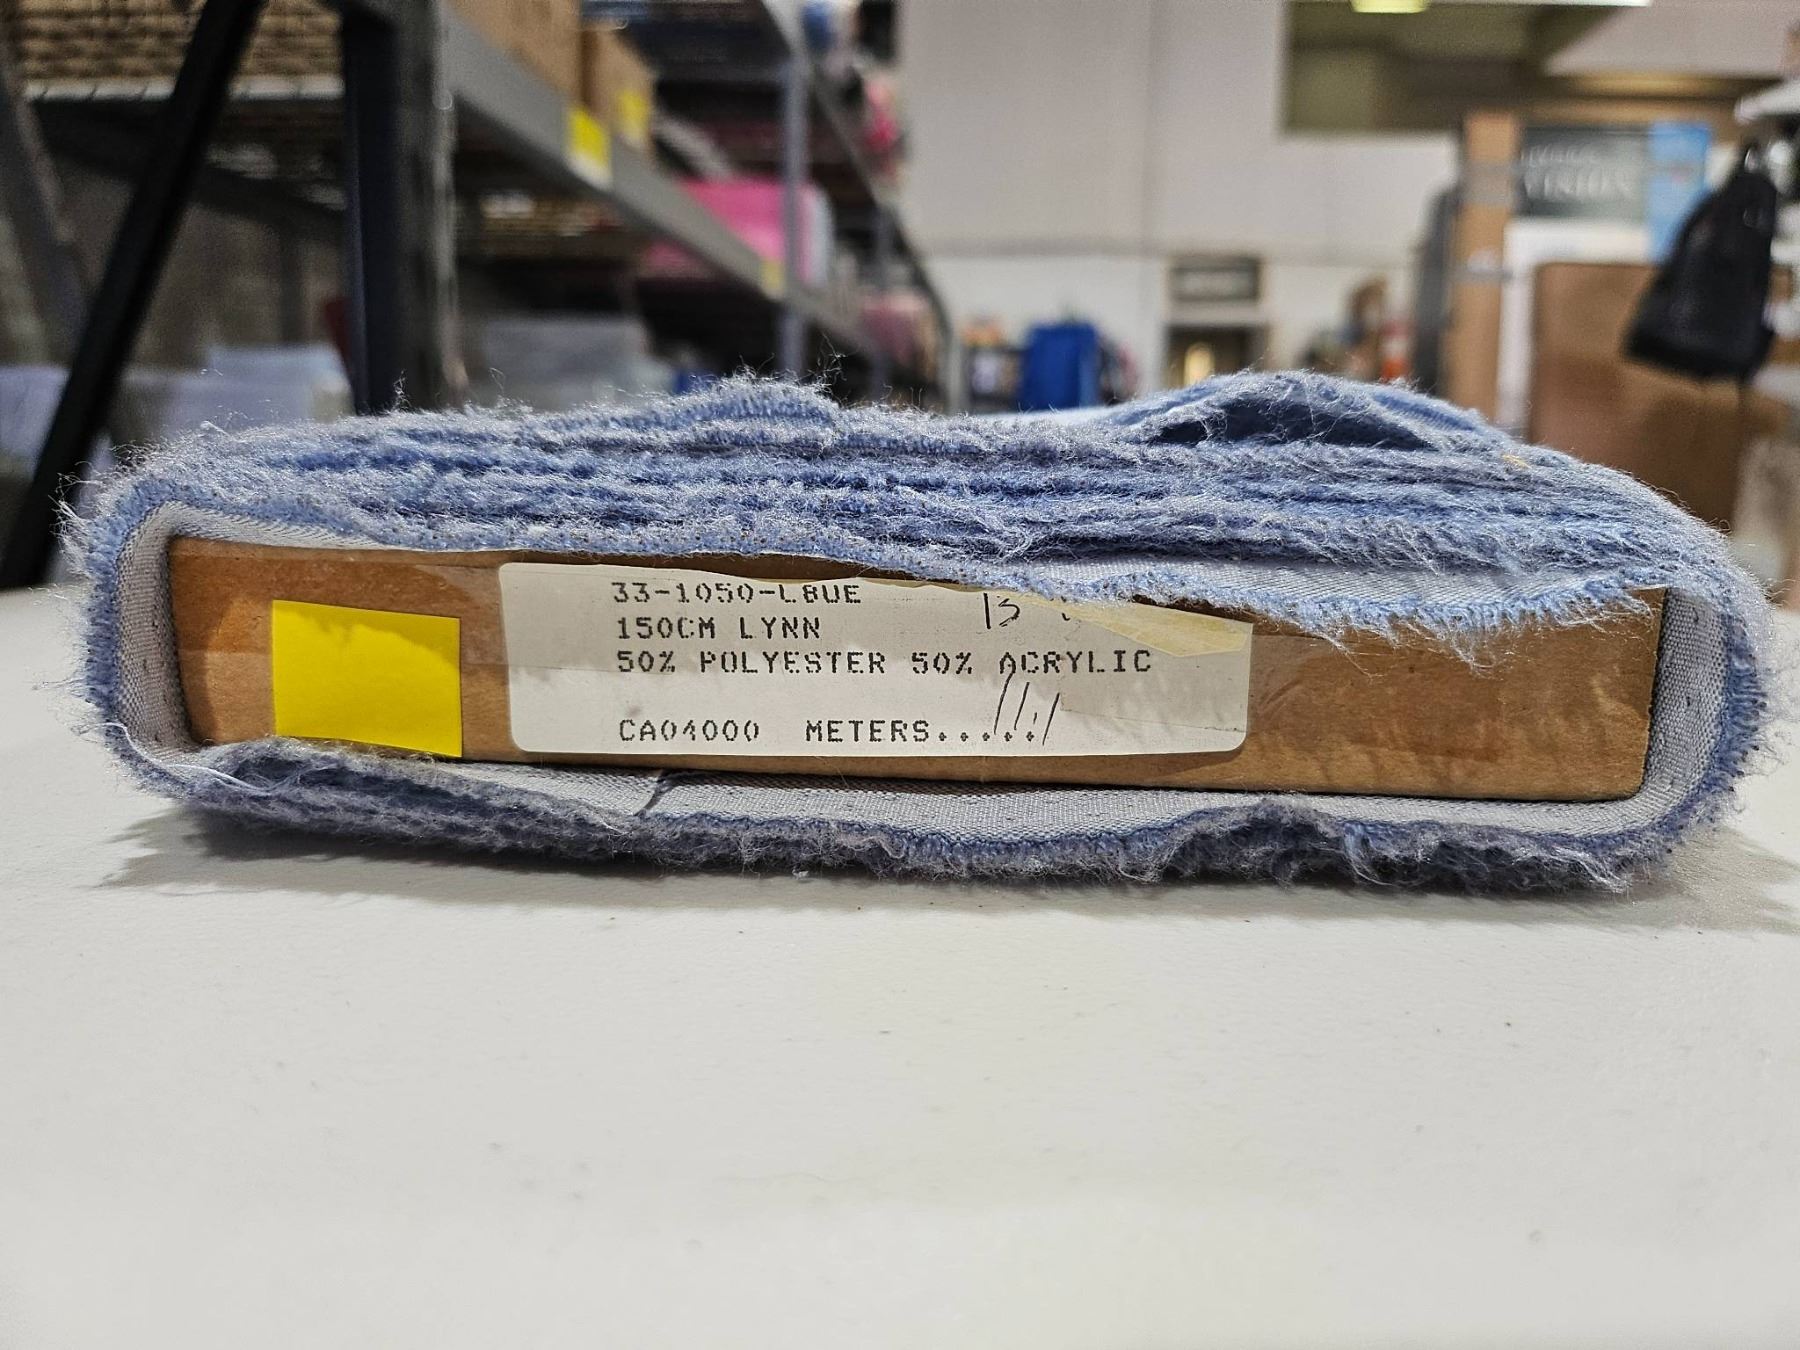 33-1050-LBUE
150CM LYNN
50% POLYESTER 50% ACRYLIC
CA04000 METERS......